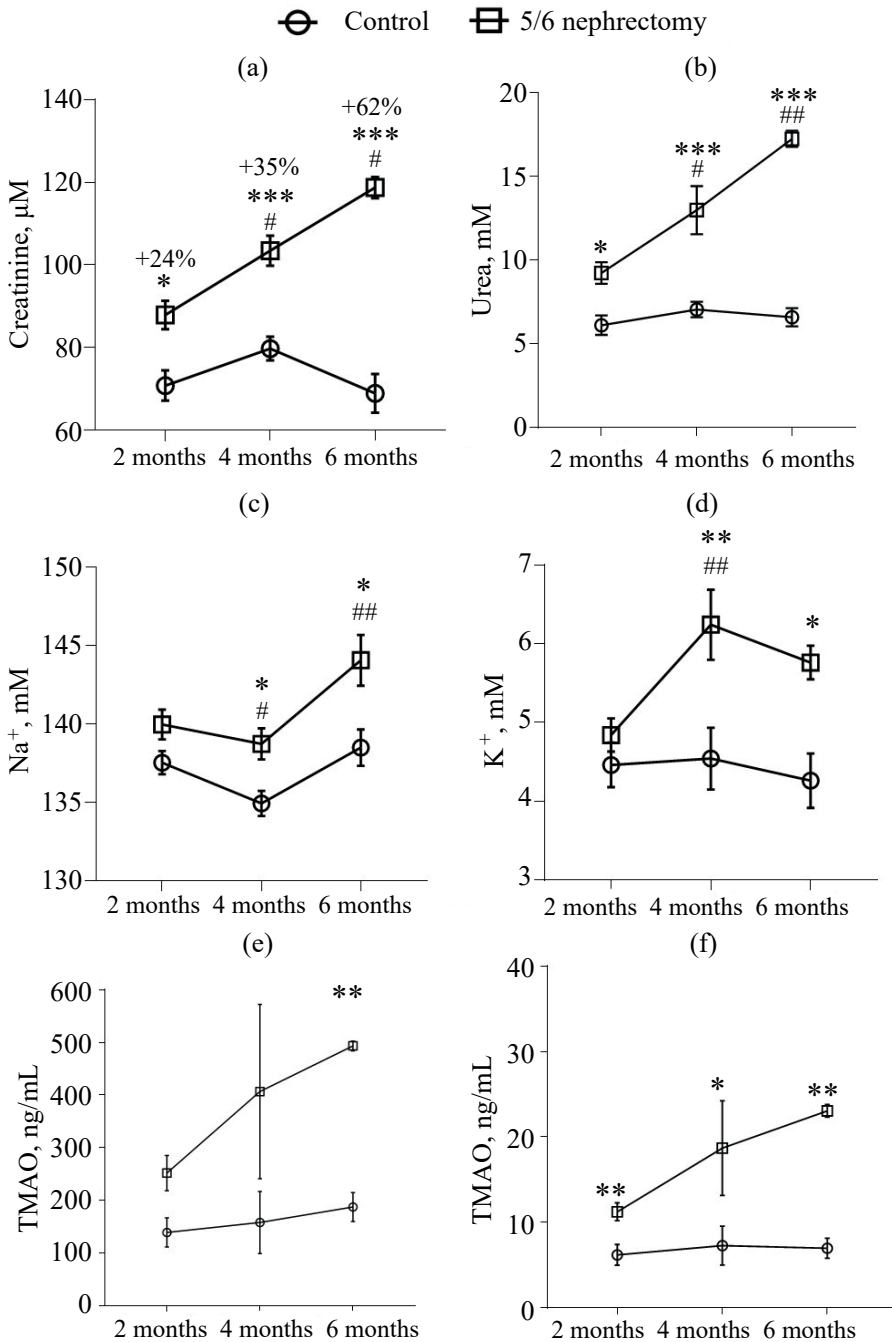 Control 5/6 nephrectomy
(a)
Creatinine, μM
140
120
100
80
60
+24%
*
+35%
***
#
+62%
***
#
2 months 4 months 6 months
(b)
Urea, mM
20
15
10
5
0
*
***
#
***
##
2 months 4 months 6 months
(c)
Na+, mM
150
145
140
135
130
*
#
*
##
2 months 4 months 6 months
(d)
K+, mM
7
6
5
4
3
**
##
*
2 months 4 months 6 months
(e)
TMAO, ng/mL
600
500
400
300
200
100
0
**
2 months 4 months 6 months
(f)
TMAO, ng/mL
40
30
20
10
0
**
*
**
2 months 4 months 6 months